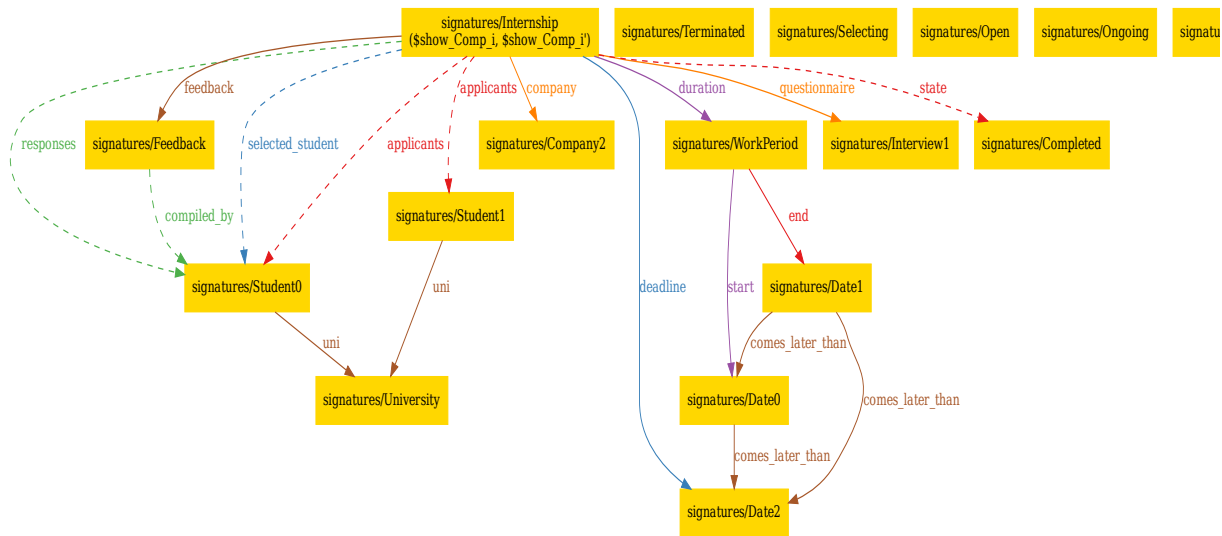 signatures/Internship
($show_Comp_i, $show_Comp_i')
signatures/Terminated
signatures/Selecting
signatures/Open
signatures/Ongoing
signatu
feedback
applicants
company
duration
questionnaire
state
responses
signatures/Feedback
selected_student
applicants
signatures/Company2
signatures/WorkPeriod
signatures/Interview1
signatures/Completed
compiled_by
signatures/Student1
end
signatures/Student0
uni
deadline
start
signatures/Date1
uni
comes_later_than
signatures/University
signatures/Date0
comes_later_than
comes_later_than
signatures/Date2